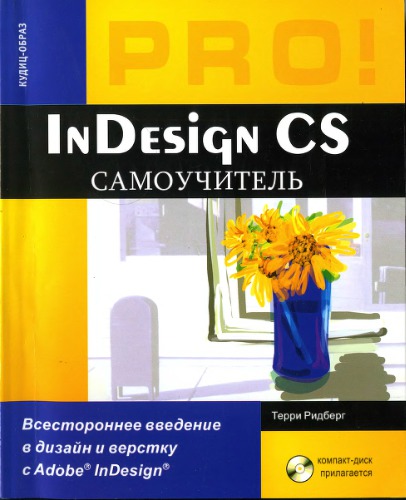 КУДИЦ-ОБРАЗ
PRO!
InDesign CS
САМОУЧИТЕЛЬ
Терри Ридберг
Всестороннее введение
в дизайн и верстку
с Adobe® InDesign®
компакт-диск
прилагается